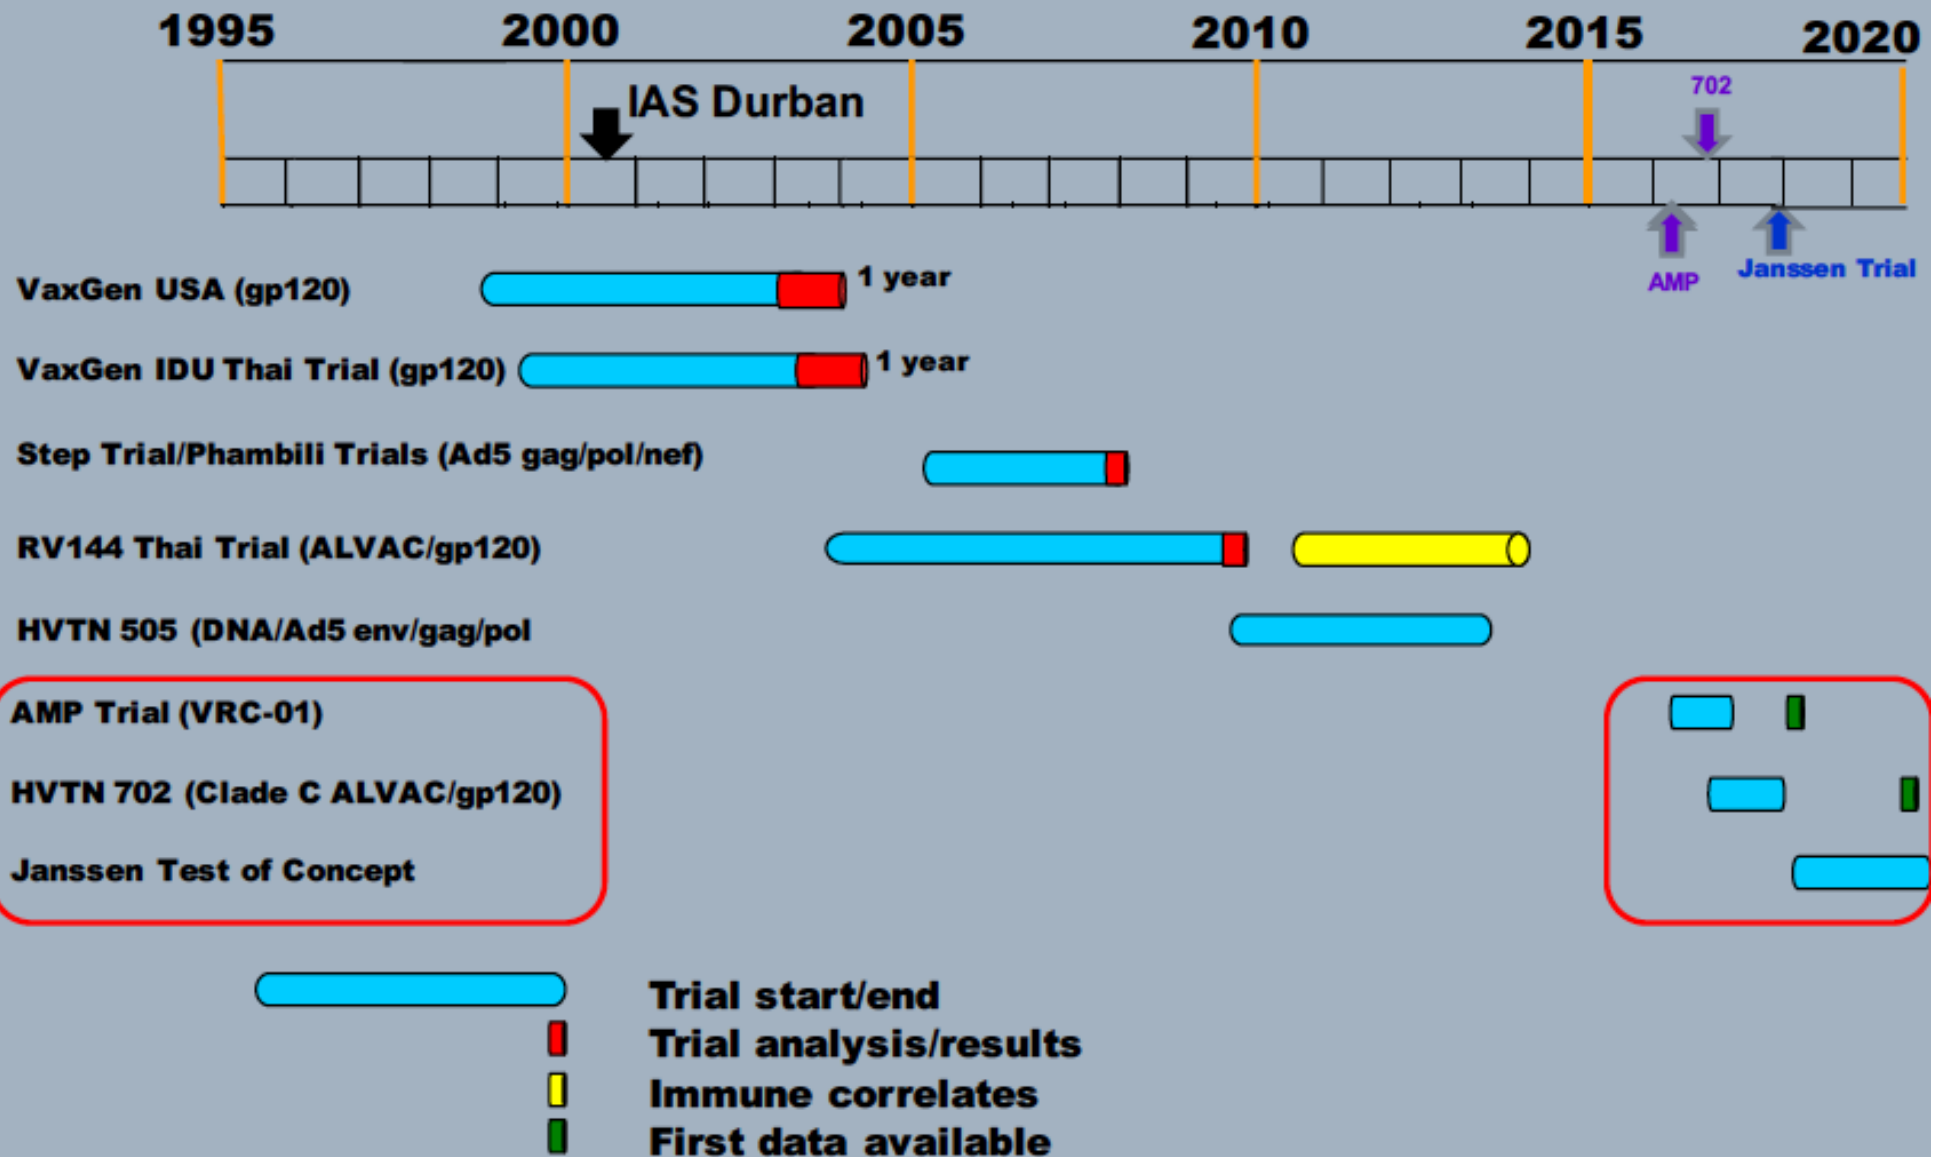 1995 2000 2005 2010 2015 2020
702
IAS Durban
AMP
Janssen Trial
VaxGen USA (gp120)
1 year
VaxGen IDU Thai Trial (gp120)
1 year
Step Trial/Phambili Trials (Ad5 gag/pol/nef)
RV144 Thai Trial (ALVAC/gp120)
HVTN 505 (DNA/Ad5 env/gag/pol
AMP Trial (VRC-01)
HVTN 702 (Clade C ALVAC/gp120)
Janssen Test of Concept
Trial start/end
Trial analysis/results
Immune correlates
First data available